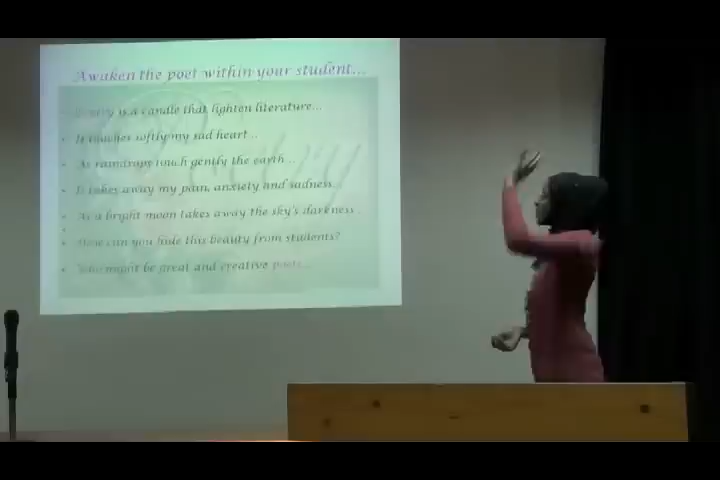 Awaken the poet within your student...
Poetry is a candle that lighten literature...
It touches softly my sad heart...
As raindrops touch gently the earth...
It takes away my pain, anxiety and sadness...
As a bright moon takes away the sky's darkness
How can you hide this beauty from students?
Who might be great and creative poets...